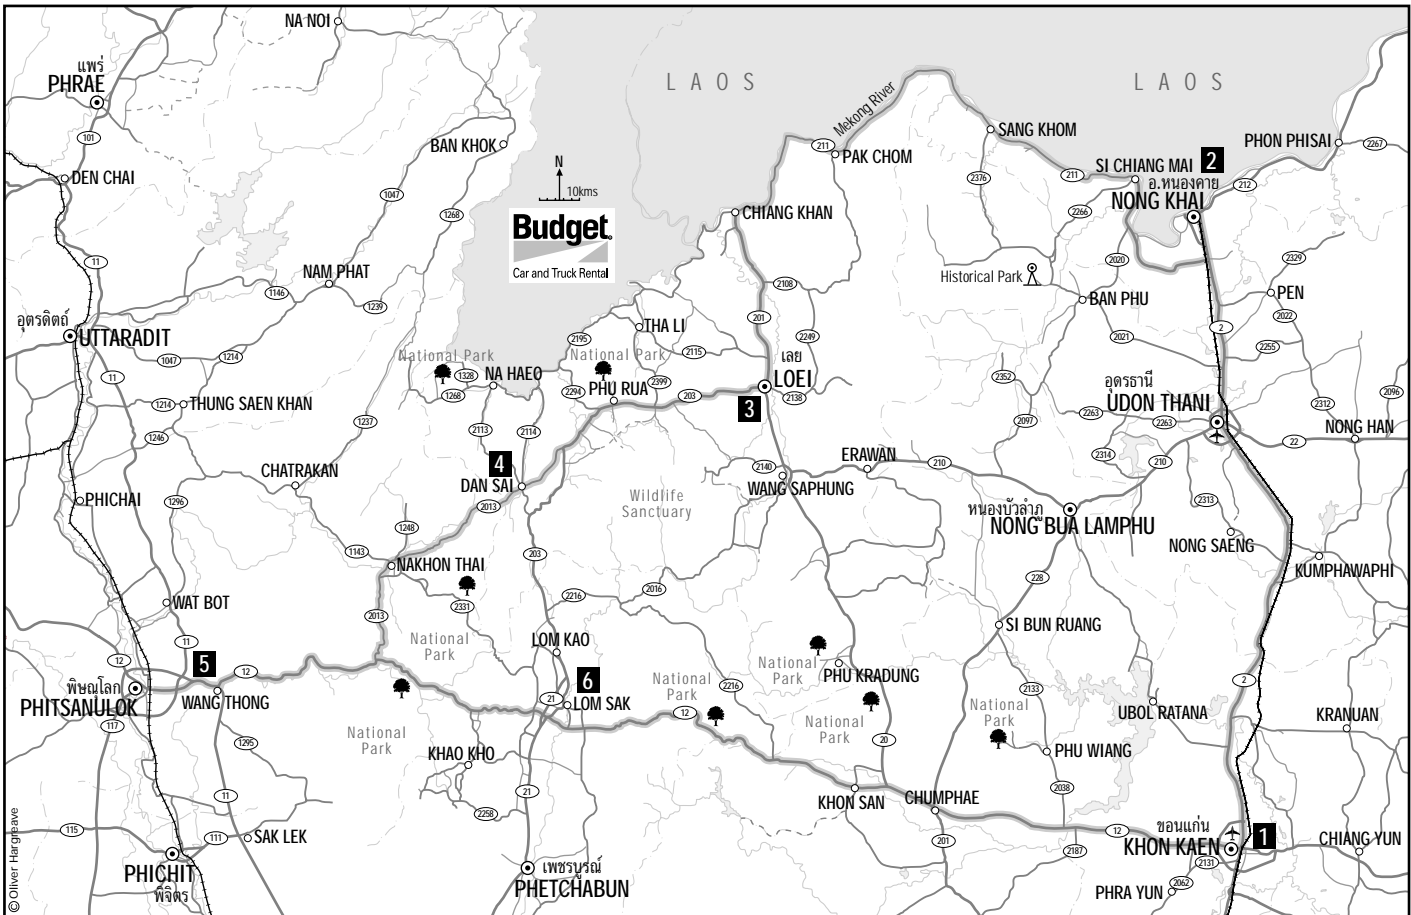 NA NOI
แพร่
PHRAE
101
DEN CHAI
11
LAOS
LAOS
Mekong River
211
PAK CHOM
SANG KHOM
2376
211
SI CHIANG MAI
2
อ.หนองคาย
NONG KHAI
212
PHON PHISAI
2267
BAN KHOK
1047
1268
N
10kms
Budget
Car and Truck Rental
CHIANG KHAN
2266
2020
2329
Historical Park
BAN PHU
PEN
2022
2021
2
2255
NAM PHAT
1146
1239
อุตรดิตถ์
UTTARADIT
1047
1214
11
2108
201
2249
THA LI
2195
2115
National Park
National Park
1328
NA HAEO
1268
PHU RUA
2294
2399
203
เลย
LOEI
3
2138
2352
อุดรธานี
UDON THANI
2263
2263
2097
2312
2096
22
NONG HAN
1214
THUNG SAEN KHAN
1246
1237
2113
2114
4
DAN SAI
2013
CHATRAKAN
PHICHAI
1296
1248
1143
NAKHON THAI
2013
2331
Wildlife
Sanctuary
2140
WANG SAPHUNG
ERAWAN
210
2314
210
หนองบัวลำภู
NONG BUA LAMPHU
2313
NONG SAENG
KUMPHAWAPHI
203
2216
2016
228
SI BUN RUANG
WAT BOT
11
12
5
12
พิษณุโลก
PHITSANULOK
WANG THONG
117
National
Park
LOM KAO
6
21
LOM SAK
National
Park
12
2216
National
Park
PHU KRADUNG
National
Park
20
National
Park
2133
PHU WIANG
2038
UBOL RATANA
2
KRANUAN
National
Park
1295
KHAO KHO
2258
21
11
115
111
SAK LEK
PHICHIT
พิจิตร
เพชรบูรณ์
PHETCHABUN
KHON SAN
CHUMPHAE
201
12
2187
ขอนแก่น
KHON KAEN
1
2131
2062
PHRA YUN
CHIANG YUN
© Oliver Hargreave